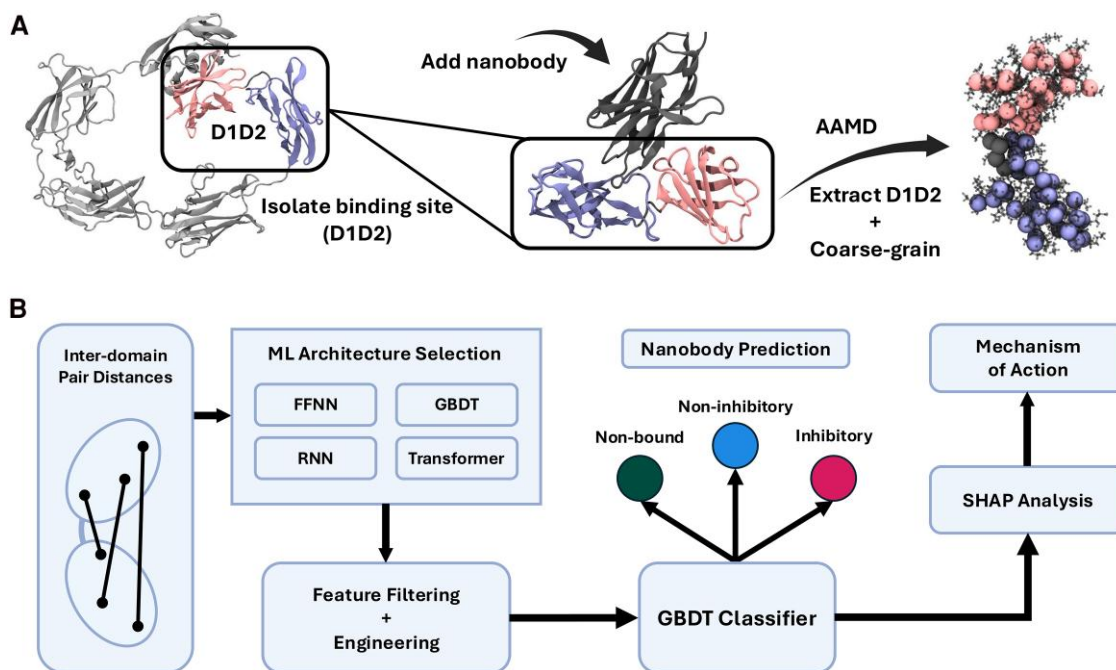 A
D1D2
Isolate binding site
(D1D2)
Add nanobody
AAMD
Extract D1D2
+
Coarse-grain
B
Inter-domain
Pair Distances
ML Architecture Selection
FFNN
GBDT
RNN
Transformer
Feature Filtering
+
Engineering
Nanobody Prediction
Non-bound
Non-inhibitory
Inhibitory
GBDT Classifier
Mechanism
of Action
SHAP Analysis